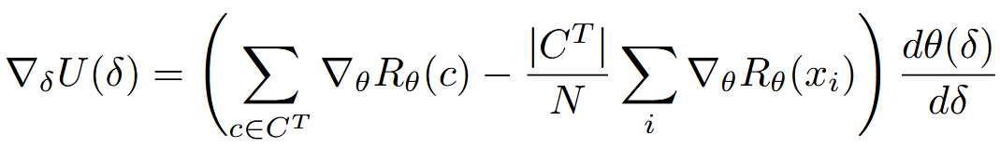 ∇_δ U(δ) = ( ∑_{c∈C^T} ∇_θ R_θ(c) − |C^T|/N ∑_i ∇_θ R_θ(x_i) ) dθ(δ)/dδ